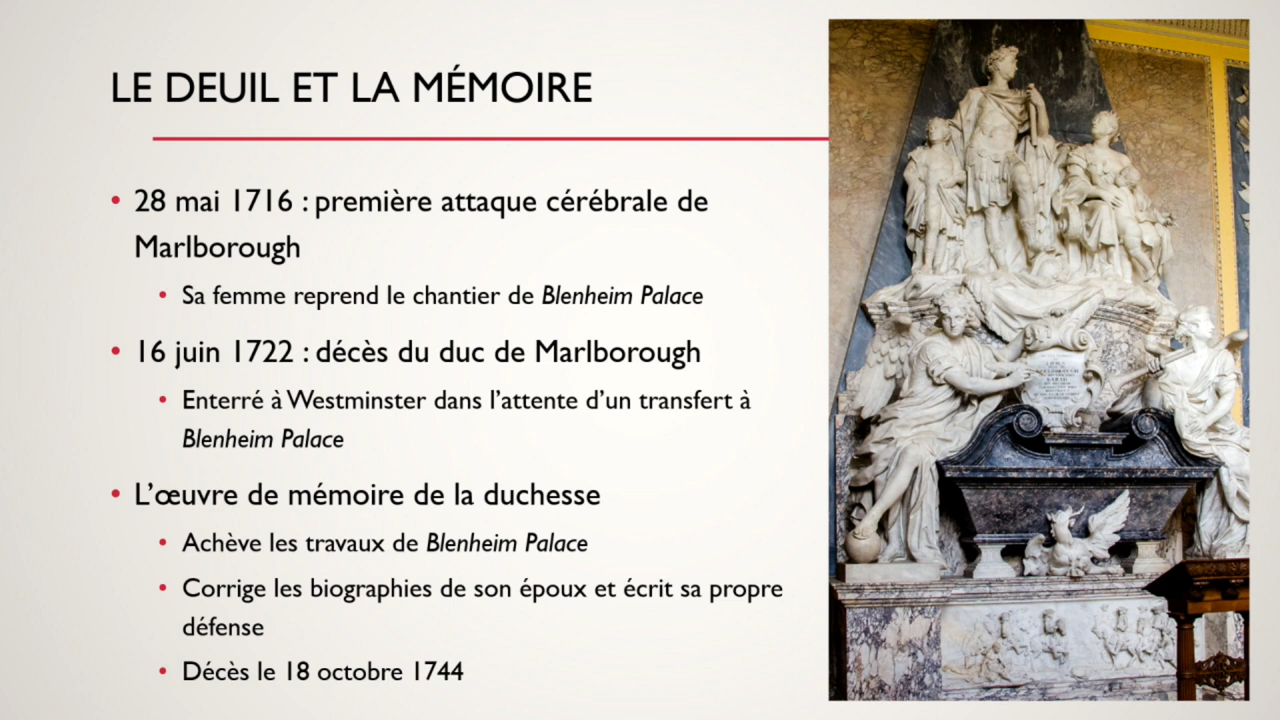 LE DEUIL ET LA MÉMOIRE
• 28 mai 1716 : première attaque cérébrale de
Marlborough
• Sa femme reprend le chantier de Blenheim Palace
• 16 juin 1722 : décès du duc de Marlborough
• Enterré à Westminster dans l’attente d’un transfert à
Blenheim Palace
• L’œuvre de mémoire de la duchesse
• Achève les travaux de Blenheim Palace
• Corrige les biographies de son époux et écrit sa propre
défense
• Décès le 18 octobre 1744